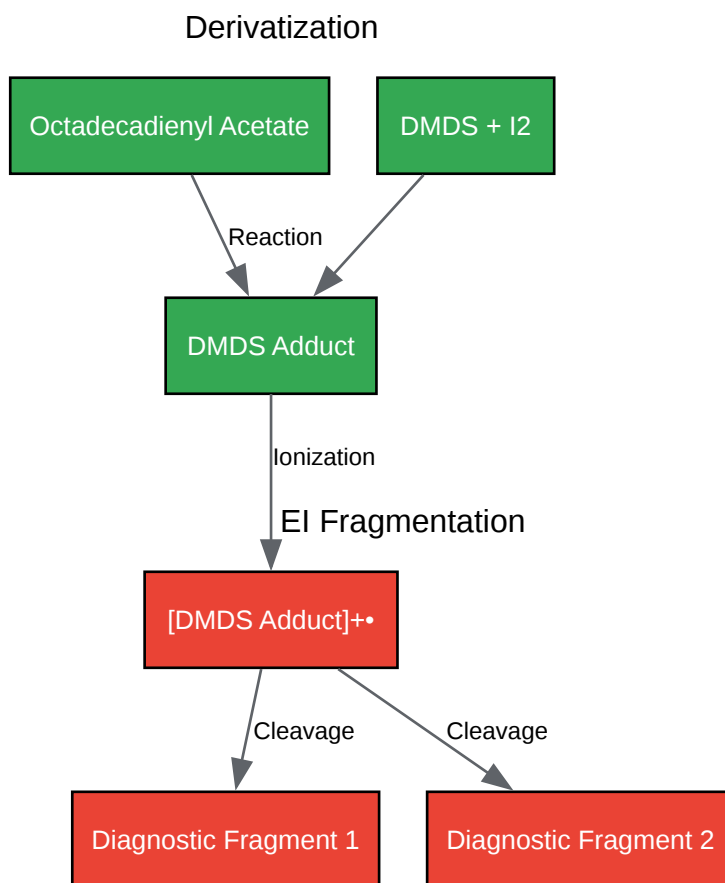 Derivatization
Octadecadienyl Acetate
DMDS + I2
Reaction
DMDS Adduct
Ionization
EI Fragmentation
[DMDS Adduct]+•
Cleavage
Cleavage
Diagnostic Fragment 1
Diagnostic Fragment 2